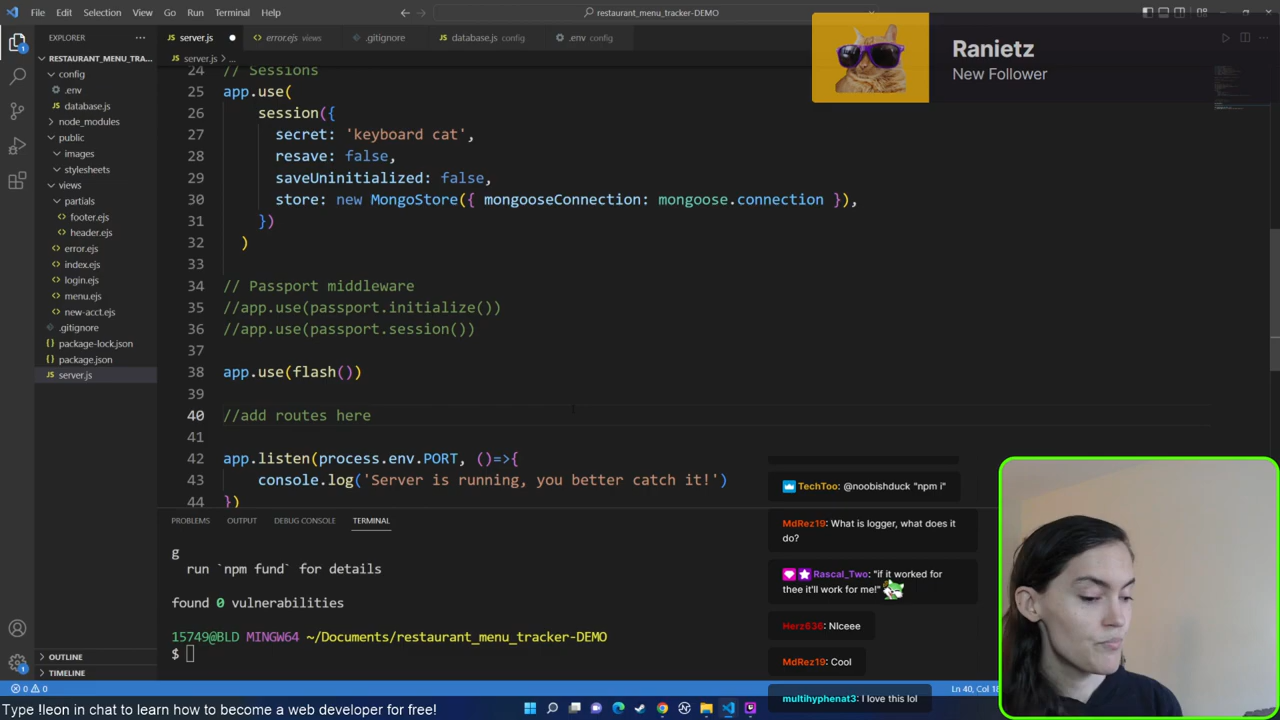 File Edit Selection View Go Run Terminal Help
restaurant_menu_tracker-DEMO
EXPLORER
RESTAURANT_MENU_TRA...
config
.env
database.js
node_modules
public
images
stylesheets
views
partials
footer.ejs
header.ejs
error.ejs
index.ejs
login.ejs
menu.ejs
new-acct.ejs
.gitignore
package-lock.json
package.json
server.js
OUTLINE
TIMELINE
server.js error.ejs views .gitignore database.js config .env config
server.js > ...
24 // Sessions
25 app.use(
26 session({
27 secret: 'keyboard cat',
28 resave: false,
29 saveUninitialized: false,
30 store: new MongoStore({ mongooseConnection: mongoose.connection }),
31 })
32 )
33
34 // Passport middleware
35 //app.use(passport.initialize())
36 //app.use(passport.session())
37
38 app.use(flash())
39
40 //add routes here
41
42 app.listen(process.env.PORT, ()=>{
43 console.log('Server is running, you better catch it!')
44 })
Ranietz
New Follower
PROBLEMS OUTPUT DEBUG CONSOLE TERMINAL
g
run `npm fund` for details
found 0 vulnerabilities
15749@BLD MINGW64 ~/Documents/restaurant_menu_tracker-DEMO
$
TechToo: @noobishduck "npm i"
MdRez19: What is logger, what does it
do?
Rascal_Two: "if it worked for
thee it'll work for me!"
Herz636: NIceee
MdRez19: Cool
multihyphenat3: I love this lol
0 0
Ln 40, Col 18
Type !leon in chat to learn how to become a web developer for free!